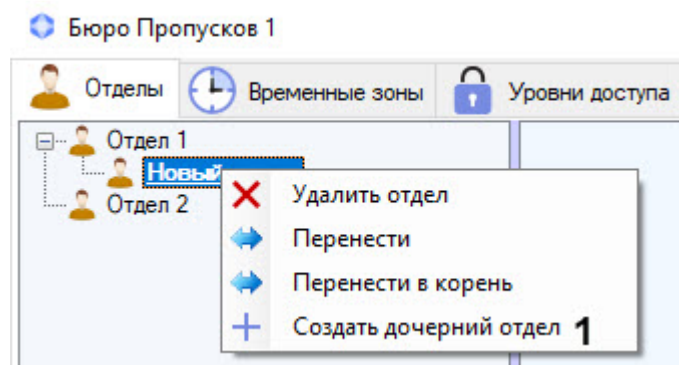 Бюро Пропусков 1
Отделы Временные зоны Уровни доступа
Отдел 1
Новый
Отдел 2
Удалить отдел
Перенести
Перенести в корень
Создать дочерний отдел 1